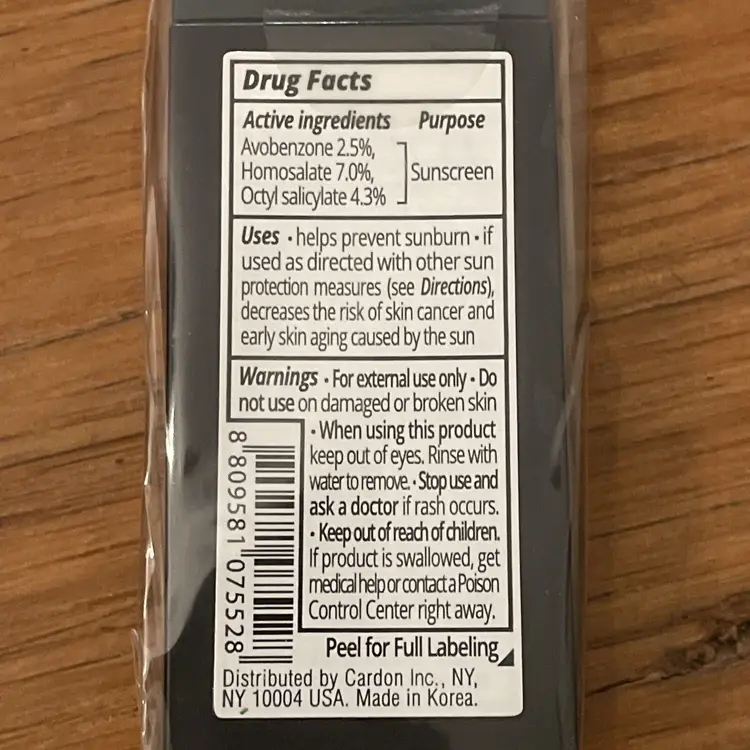 Drug Facts
Active ingredients Purpose
Avobenzone 2.5%,
Homosalate 7.0%,
Octyl salicylate 4.3%
Sunscreen
Uses • helps prevent sunburn • if
used as directed with other sun
protection measures (see Directions),
decreases the risk of skin cancer and
early skin aging caused by the sun
Warnings • For external use only • Do
not use on damaged or broken skin
• When using this product
keep out of eyes. Rinse with
water to remove. • Stop use and
ask a doctor if rash occurs.
• Keep out of reach of children.
If product is swallowed, get
medical help or contact a Poison
Control Center right away.
8 809581 075528
Peel for Full Labeling
Distributed by Cardon Inc., NY,
NY 10004 USA. Made in Korea.